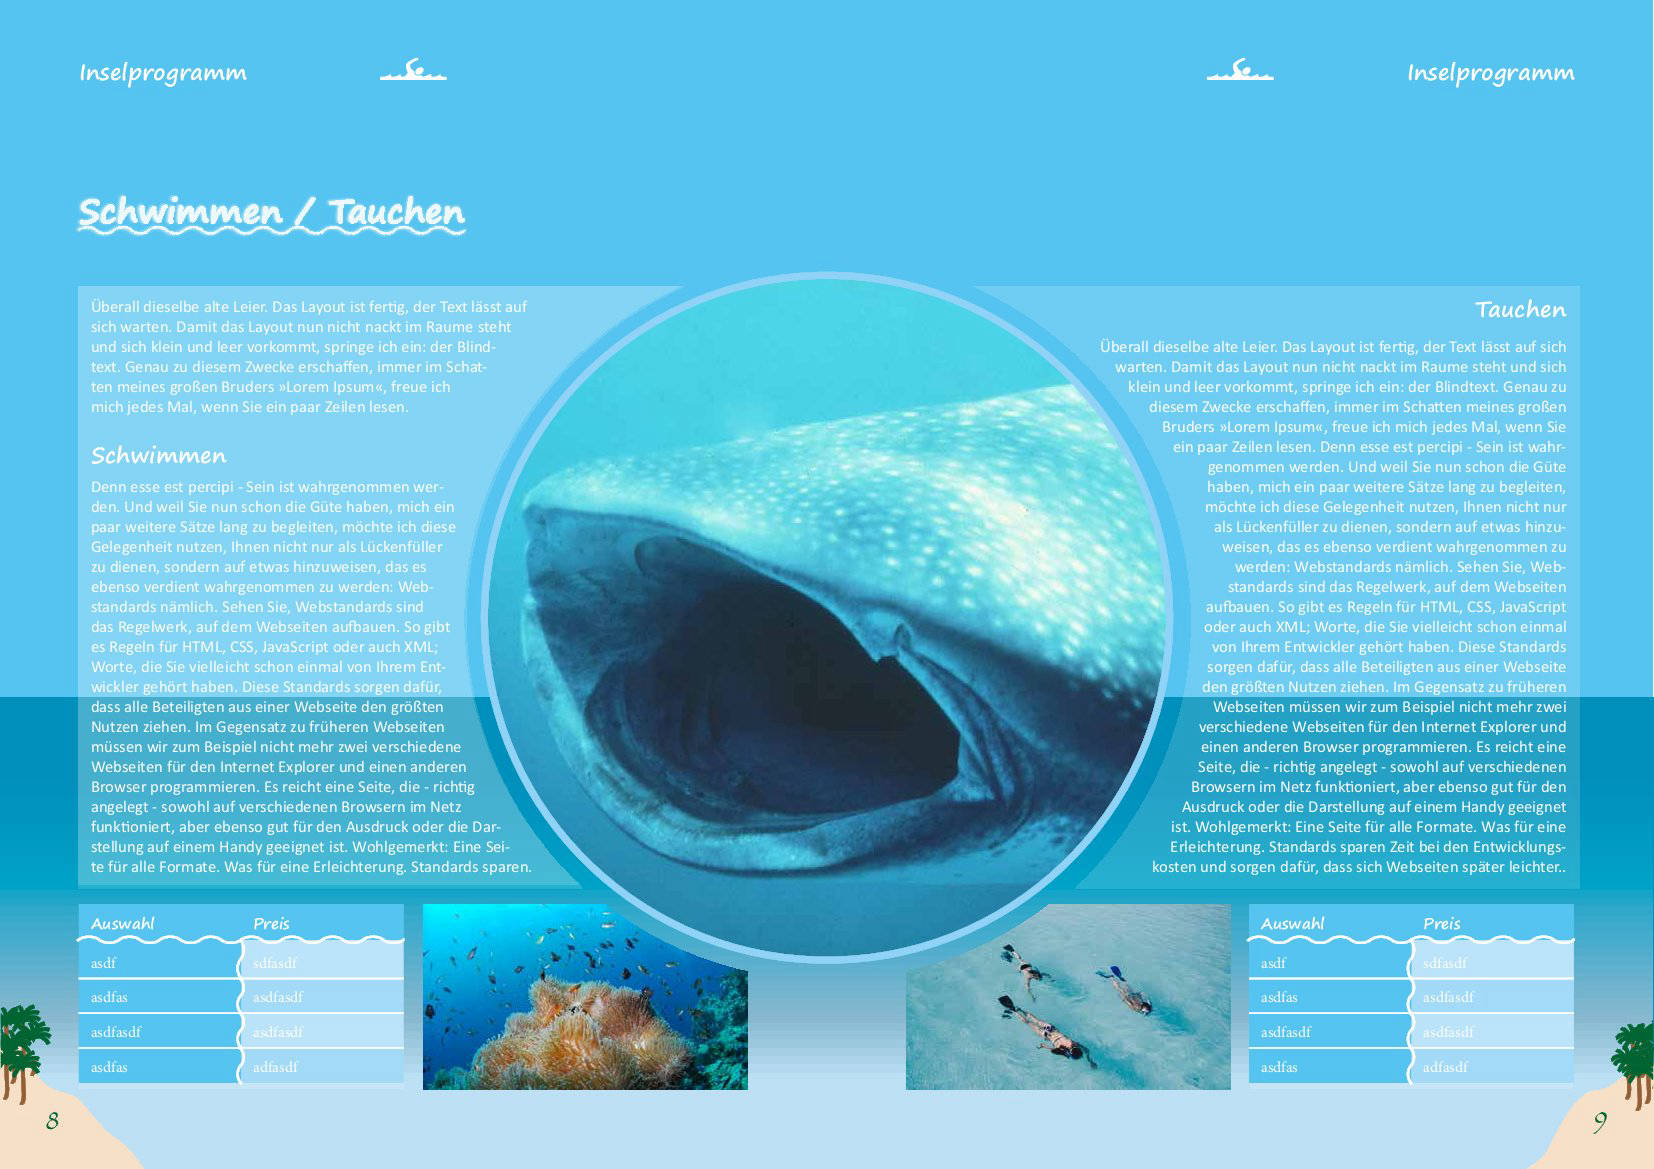 Inselprogramm
Inselprogramm
Schwimmen / Tauchen
Überall dieselbe alte Leier. Das Layout ist fertig, der Text lässt auf
sich warten. Damit das Layout nun nicht nackt im Raume steht
und sich klein und leer vorkommt, springe ich ein: der Blind-
text. Genau zu diesem Zwecke erschaffen, immer im Schat-
ten meines großen Bruders »Lorem Ipsum«, freue ich
mich jedes Mal, wenn Sie ein paar Zeilen lesen.
Schwimmen
Denn esse est percipi - Sein ist wahrgenommen wer-
den. Und weil Sie nun schon die Güte haben, mich ein
paar weitere Sätze lang zu begleiten, möchte ich diese
Gelegenheit nutzen, Ihnen nicht nur als Lückenfüller
zu dienen, sondern auf etwas hinzuweisen, das es
ebenso verdient wahrgenommen zu werden: Web-
standards nämlich. Sehen Sie, Webstandards sind
das Regelwerk, auf dem Webseiten aufbauen. So gibt
es Regeln für HTML, CSS, JavaScript oder auch XML;
Worte, die Sie vielleicht schon einmal von Ihrem Ent-
wickler gehört haben. Diese Standards sorgen dafür,
dass alle Beteiligten aus einer Webseite den größten
Nutzen ziehen. Im Gegensatz zu früheren Webseiten
müssen wir zum Beispiel nicht mehr zwei verschiedene
Webseiten für den Internet Explorer und einen anderen
Browser programmieren. Es reicht eine Seite, die - richtig
angelegt - sowohl auf verschiedenen Browsern im Netz
funktioniert, aber ebenso gut für den Ausdruck oder die Dar-
stellung auf einem Handy geeignet ist. Wohlgemerkt: Eine Sei-
te für alle Formate. Was für eine Erleichterung. Standards sparen.
Tauchen
Überall dieselbe alte Leier. Das Layout ist fertig, der Text lässt auf sich
warten. Damit das Layout nun nicht nackt im Raume steht und sich
klein und leer vorkommt, springe ich ein: der Blindtext. Genau zu
diesem Zwecke erschaffen, immer im Schatten meines großen
Bruders »Lorem Ipsum«, freue ich mich jedes Mal, wenn Sie
ein paar Zeilen lesen. Denn esse est percipi - Sein ist wahr-
genommen werden. Und weil Sie nun schon die Güte
haben, mich ein paar weitere Sätze lang zu begleiten,
möchte ich diese Gelegenheit nutzen, Ihnen nicht nur
als Lückenfüller zu dienen, sondern auf etwas hinzu-
weisen, das es ebenso verdient wahrgenommen zu
werden: Webstandards nämlich. Sehen Sie, Web-
standards sind das Regelwerk, auf dem Webseiten
aufbauen. So gibt es Regeln für HTML, CSS, JavaScript
oder auch XML; Worte, die Sie vielleicht schon einmal
von Ihrem Entwickler gehört haben. Diese Standards
sorgen dafür, dass alle Beteiligten aus einer Webseite
den größten Nutzen ziehen. Im Gegensatz zu früheren
Webseiten müssen wir zum Beispiel nicht mehr zwei
verschiedene Webseiten für den Internet Explorer und
einen anderen Browser programmieren. Es reicht eine
Seite, die - richtig angelegt - sowohl auf verschiedenen
Browsern im Netz funktioniert, aber ebenso gut für den
Ausdruck oder die Darstellung auf einem Handy geeignet
ist. Wohlgemerkt: Eine Seite für alle Formate. Was für eine
Erleichterung. Standards sparen Zeit bei den Entwicklungs-
kosten und sorgen dafür, dass sich Webseiten später leichter..
Auswahl Preis
asdf sdfasdf
asdfas asdfasdf
asdfasdf asdfasdf
asdfas adfasdf
Auswahl Preis
asdf sdfasdf
asdfas asdfasdf
asdfasdf asdfasdf
asdfas adfasdf
8
9